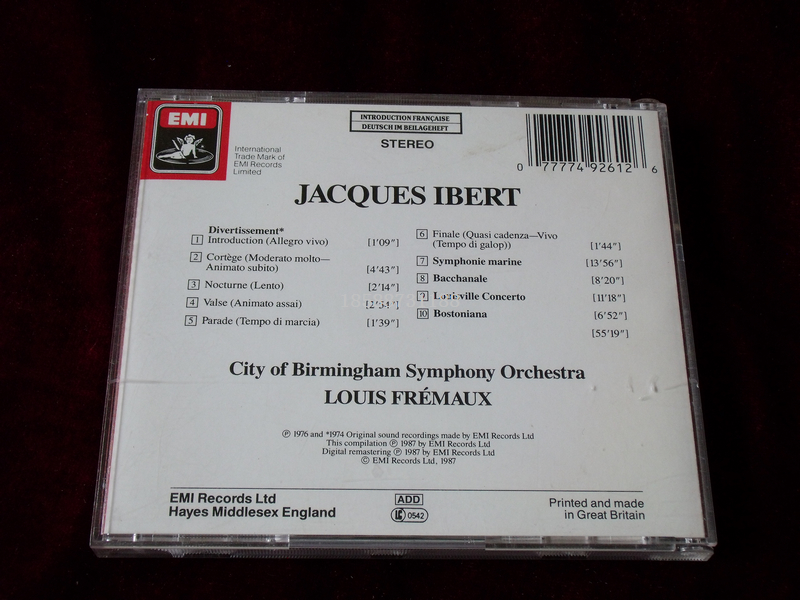 EMI
International
Trade Mark of
EMI Records
Limited
INTRODUCTION FRANÇAISE
DEUTSCH IM BEILAGEHEFT
STEREO
0 77774 92612 6
JACQUES IBERT
Divertissement*
1 Introduction (Allegro vivo) [1′09″]
2 Cortège (Moderato molto—
Animato subito) [4′43″]
3 Nocturne (Lento) [2′14″]
4 Valse (Animato assai) [2′54″]
5 Parade (Tempo di marcia) [1′39″]
6 Finale (Quasi cadenza—Vivo
(Tempo di galop)) [1′44″]
7 Symphonie marine [13′56″]
8 Bacchanale [8′20″]
9 Louisville Concerto [11′18″]
10 Bostoniana [6′52″]
[55′19″]
City of Birmingham Symphony Orchestra
LOUIS FRÉMAUX
℗ 1976 and *1974 Original sound recordings made by EMI Records Ltd
This compilation ℗ 1987 by EMI Records Ltd
Digital remastering ℗ 1987 by EMI Records Ltd
© EMI Records Ltd, 1987
EMI Records Ltd
Hayes Middlesex England
ADD
LC 0542
Printed and made
in Great Britain